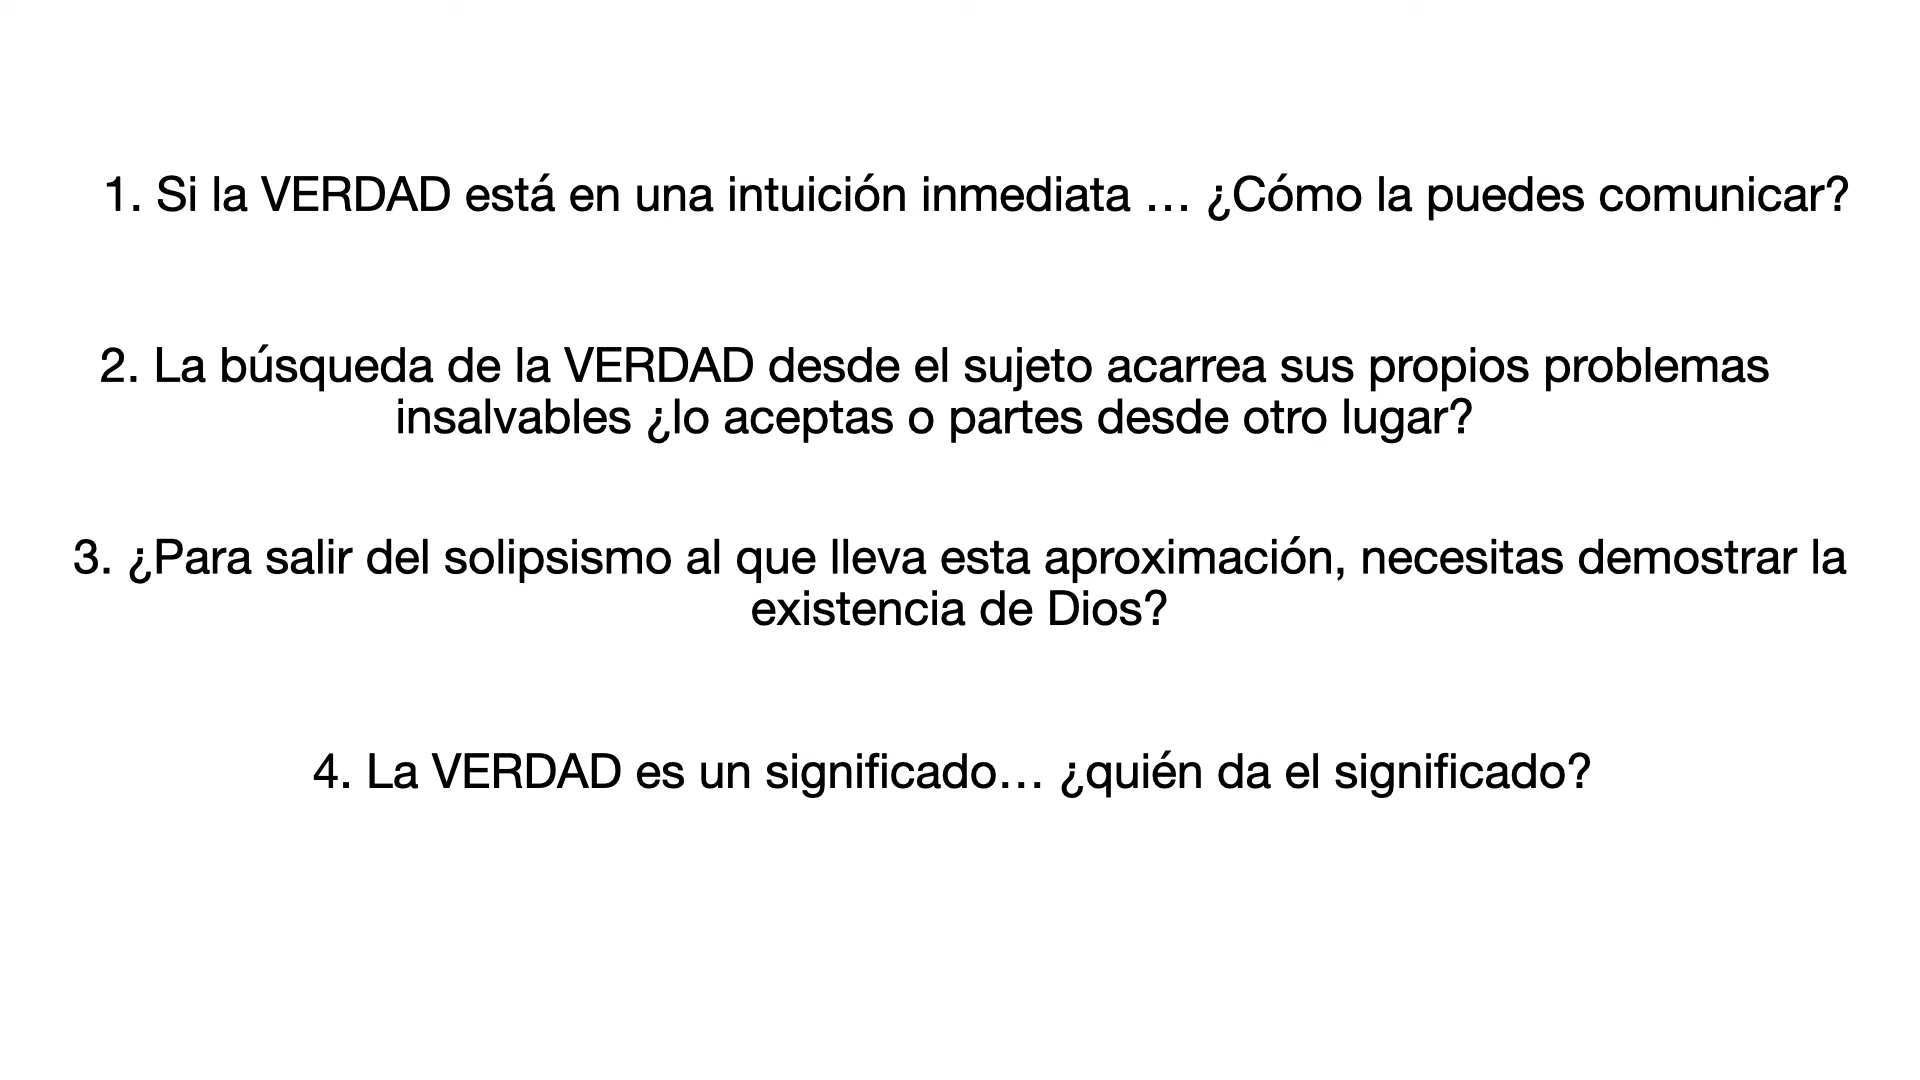 1. Si la VERDAD está en una intuición inmediata … ¿Cómo la puedes comunicar?
2. La búsqueda de la VERDAD desde el sujeto acarrea sus propios problemas
insalvables ¿lo aceptas o partes desde otro lugar?
3. ¿Para salir del solipsismo al que lleva esta aproximación, necesitas demostrar la
existencia de Dios?
4. La VERDAD es un significado… ¿quién da el significado?